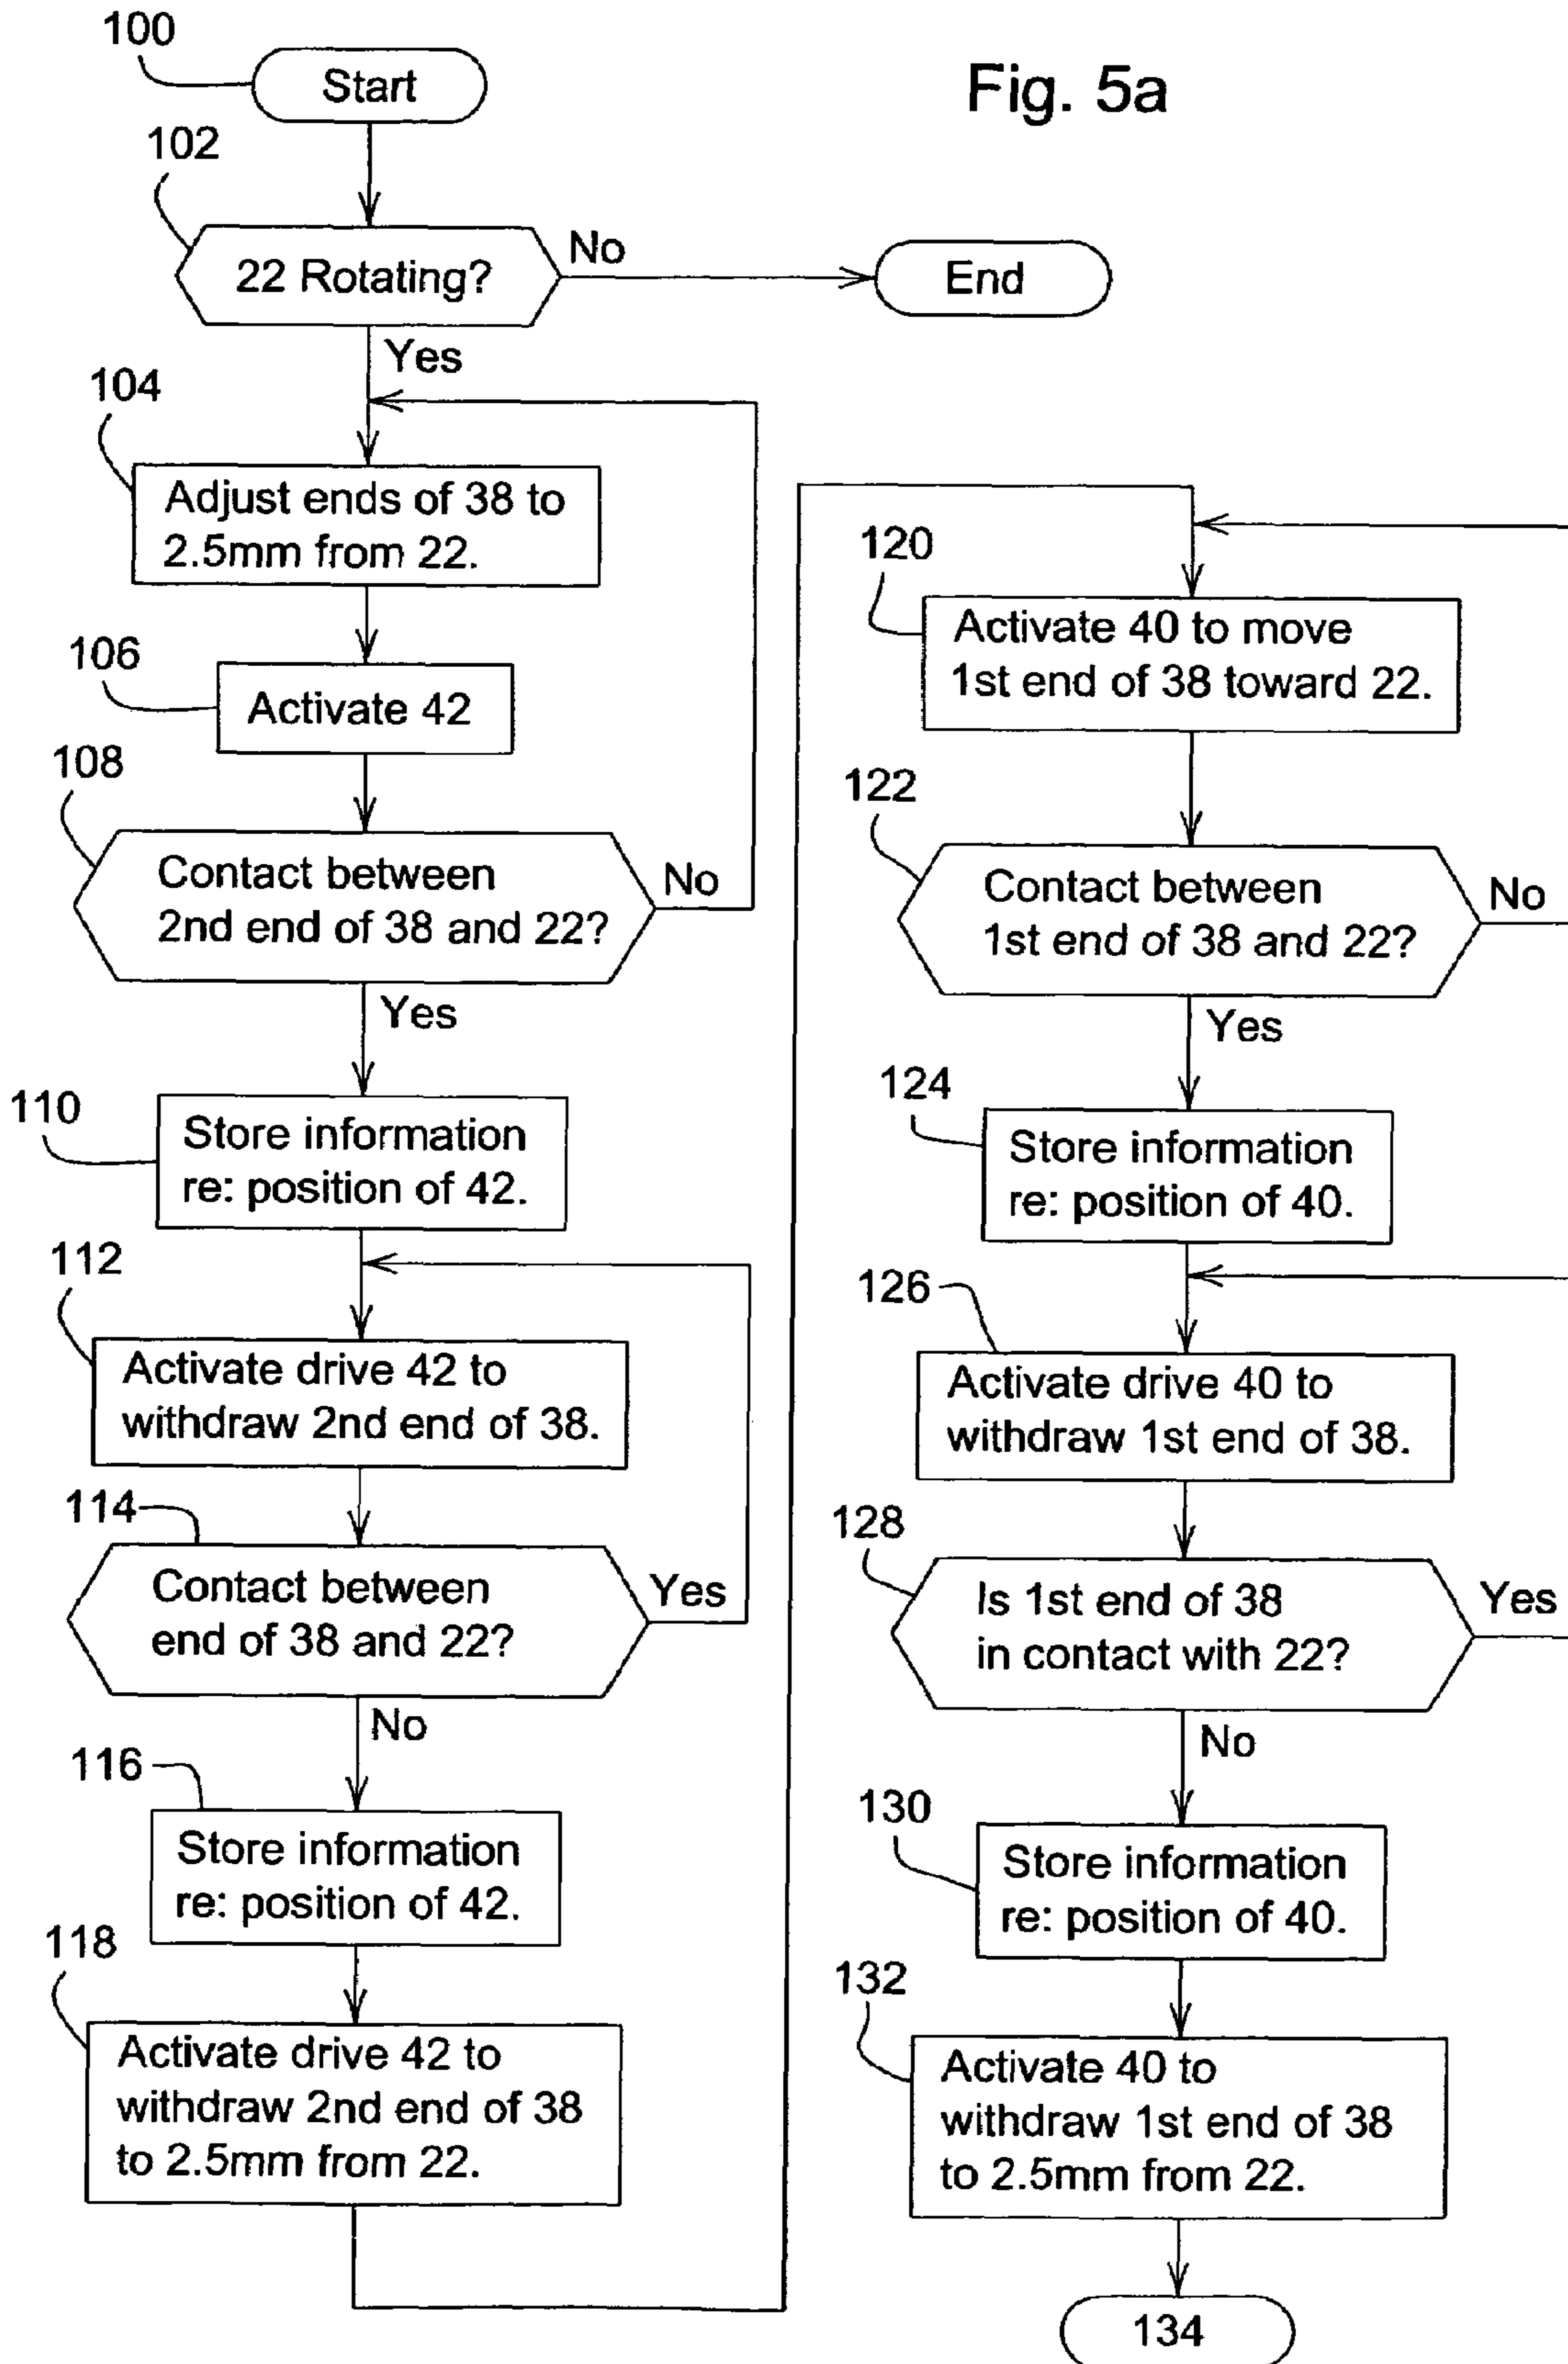 Fig. 5a
100
Start
102
22 Rotating?
No
End
Yes
104
Adjust ends of 38 to
2.5mm from 22.
106
Activate 42
108
Contact between
2nd end of 38 and 22?
No
Yes
110
Store information
re: position of 42.
112
Activate drive 42 to
withdraw 2nd end of 38.
114
Contact between
end of 38 and 22?
Yes
No
116
Store information
re: position of 42.
118
Activate drive 42 to
withdraw 2nd end of 38
to 2.5mm from 22.
120
Activate 40 to move
1st end of 38 toward 22.
122
Contact between
1st end of 38 and 22?
No
Yes
124
Store information
re: position of 40.
126
Activate drive 40 to
withdraw 1st end of 38.
128
Is 1st end of 38
in contact with 22?
Yes
No
130
Store information
re: position of 40.
132
Activate 40 to
withdraw 1st end of 38
to 2.5mm from 22.
134